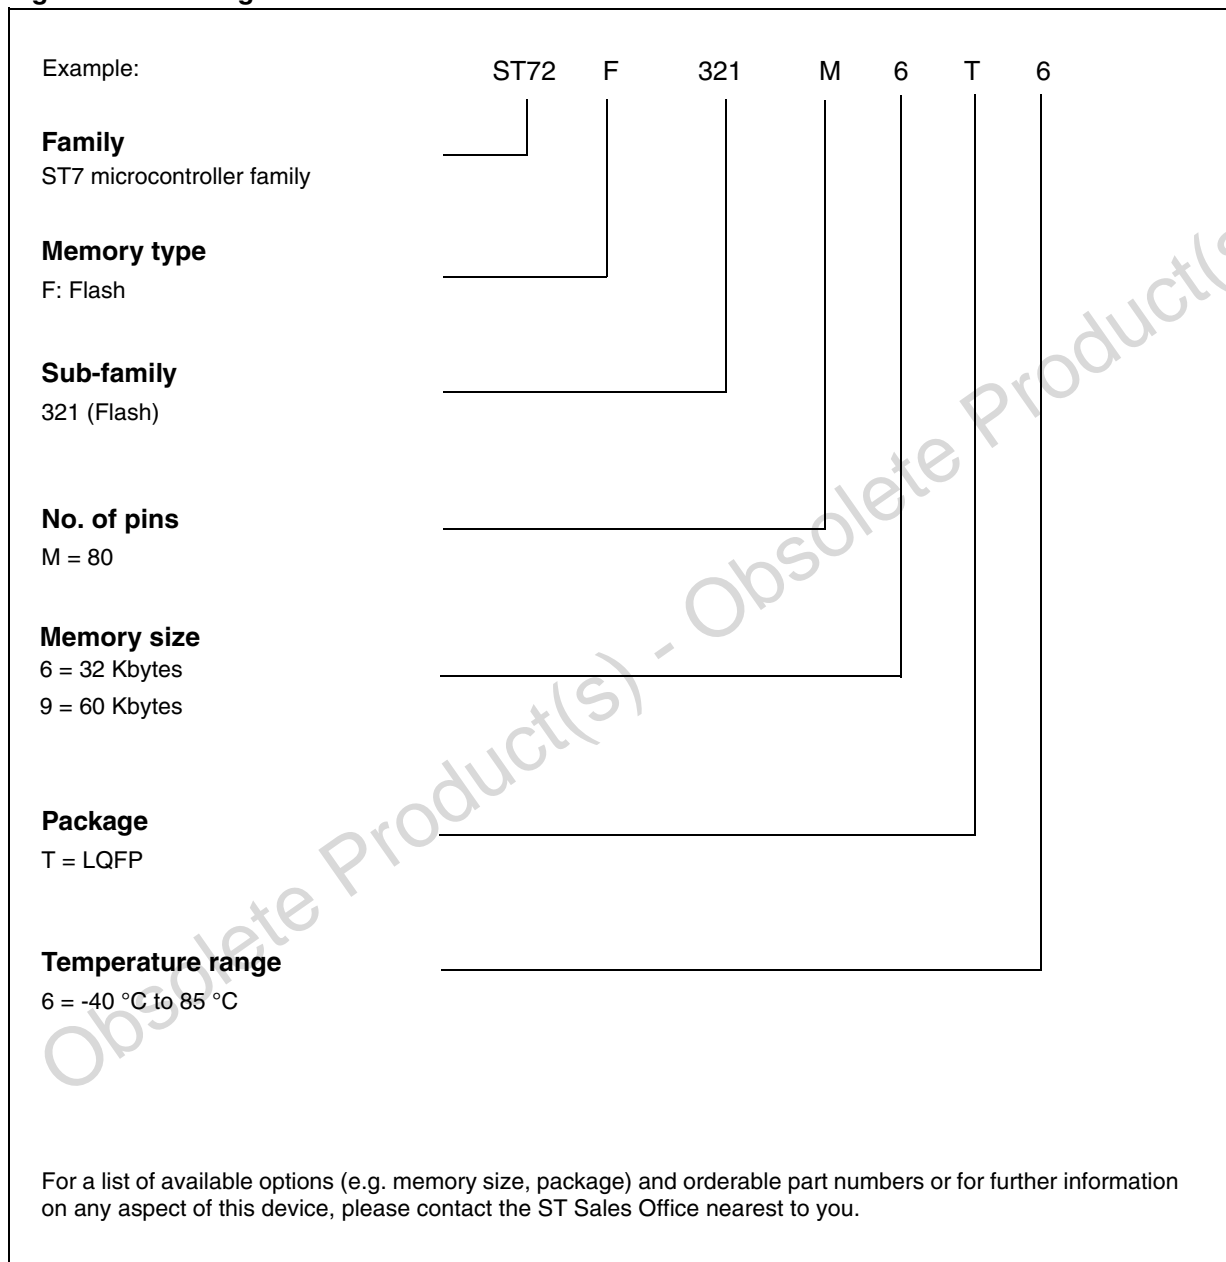 Example: ST72 F 321 M 6 T 6
Family
ST7 microcontroller family
Memory type
F: Flash
Sub-family
321 (Flash)
No. of pins
M = 80
Memory size
6 = 32 Kbytes
9 = 60 Kbytes
Package
T = LQFP
Temperature range
6 = -40 °C to 85 °C
For a list of available options (e.g. memory size, package) and orderable part numbers or for further information
on any aspect of this device, please contact the ST Sales Office nearest to you.
Obsolete Product(s) - Obsolete Product(s